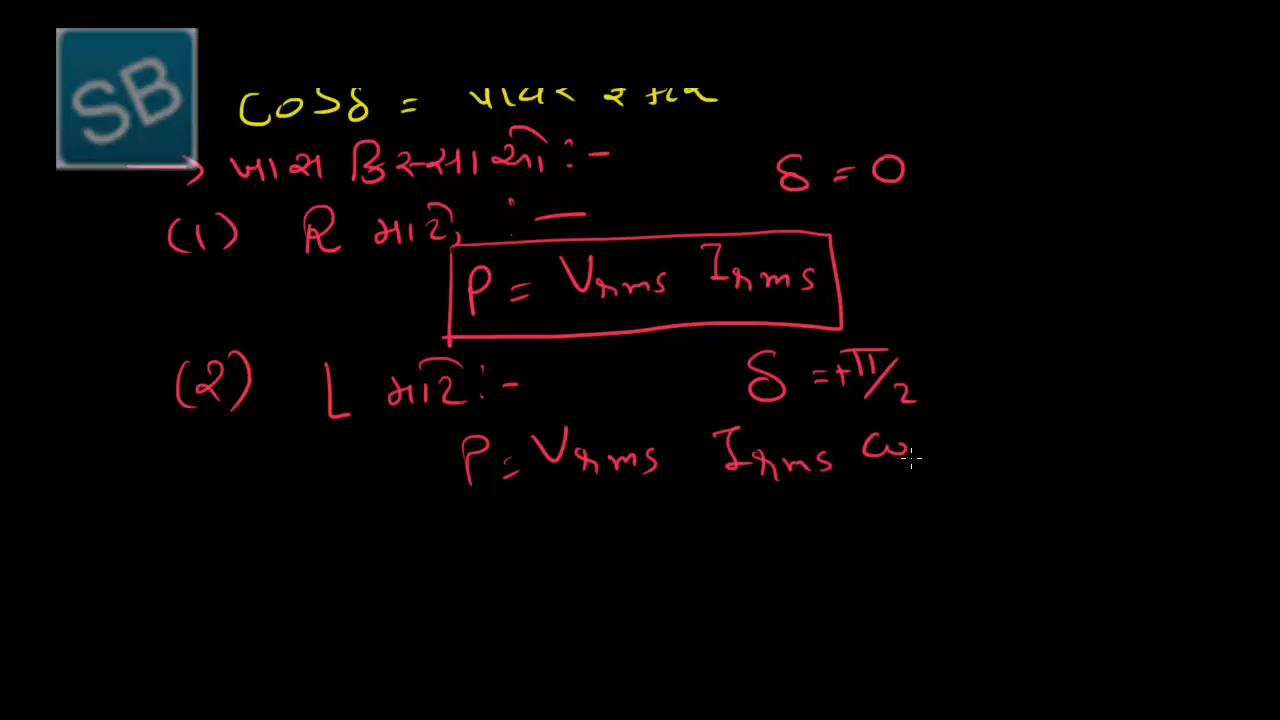 SB
cosδ = પાવર ફેક્ટર
→ ખાસ કિસ્સાઓ :-
(1) R માટે, :-
δ = 0
P = Vrms Irms
(2) L માટે :-
δ = +π/2
P = Vrms Irms co